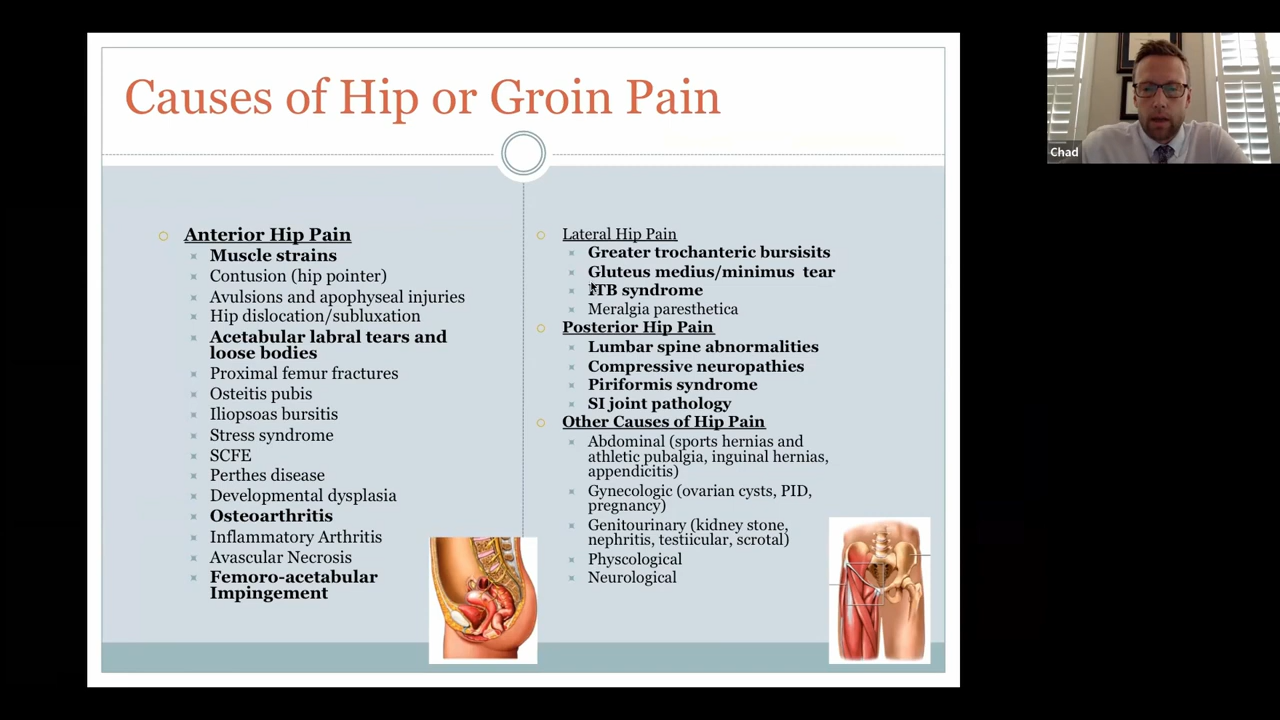 Causes of Hip or Groin Pain
Anterior Hip Pain
Muscle strains
Contusion (hip pointer)
Avulsions and apophyseal injuries
Hip dislocation/subluxation
Acetabular labral tears and
loose bodies
Proximal femur fractures
Osteitis pubis
Iliopsoas bursitis
Stress syndrome
SCFE
Perthes disease
Developmental dysplasia
Osteoarthritis
Inflammatory Arthritis
Avascular Necrosis
Femoro-acetabular
Impingement
Lateral Hip Pain
Greater trochanteric bursisits
Gluteus medius/minimus tear
ITB syndrome
Meralgia paresthetica
Posterior Hip Pain
Lumbar spine abnormalities
Compressive neuropathies
Piriformis syndrome
SI joint pathology
Other Causes of Hip Pain
Abdominal (sports hernias and
athletic pubalgia, inguinal hernias,
appendicitis)
Gynecologic (ovarian cysts, PID,
pregnancy)
Genitourinary (kidney stone,
nephritis, testiicular, scrotal)
Physcological
Neurological
Chad